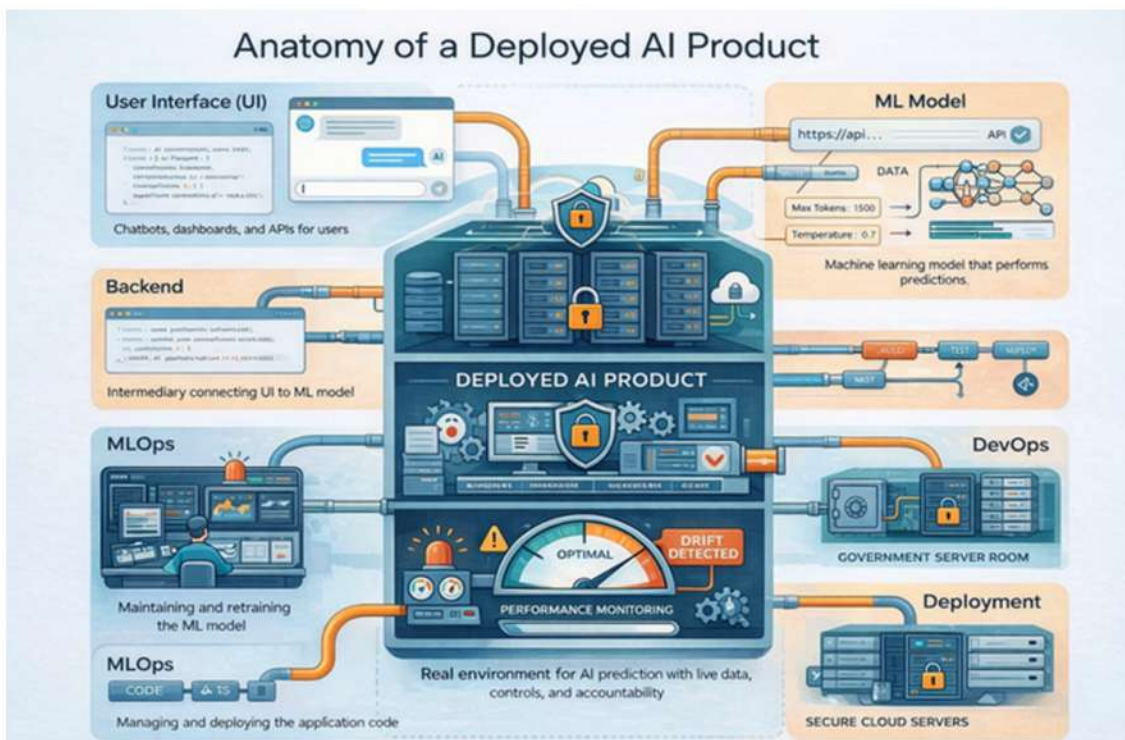 Anatomy of a Deployed AI Product
User Interface (UI)
AI
Chatbots, dashboards, and APIs for users
ML Model
https://api...
API
DATA
Max Tokens: 1500
Temperature: 0.7
Machine learning model that performs
predictions.
Backend
Intermediary connecting UI to ML model
TEST
DEPLOYED AI PRODUCT
MLOps
Maintaining and retraining
the ML model
DevOps
GOVERNMENT SERVER ROOM
OPTIMAL
DRIFT
DETECTED
PERFORMANCE MONITORING
Deployment
SECURE CLOUD SERVERS
MLOps
CODE
Managing and deploying the application code
Real environment for AI prediction with live data,
controls, and accountability